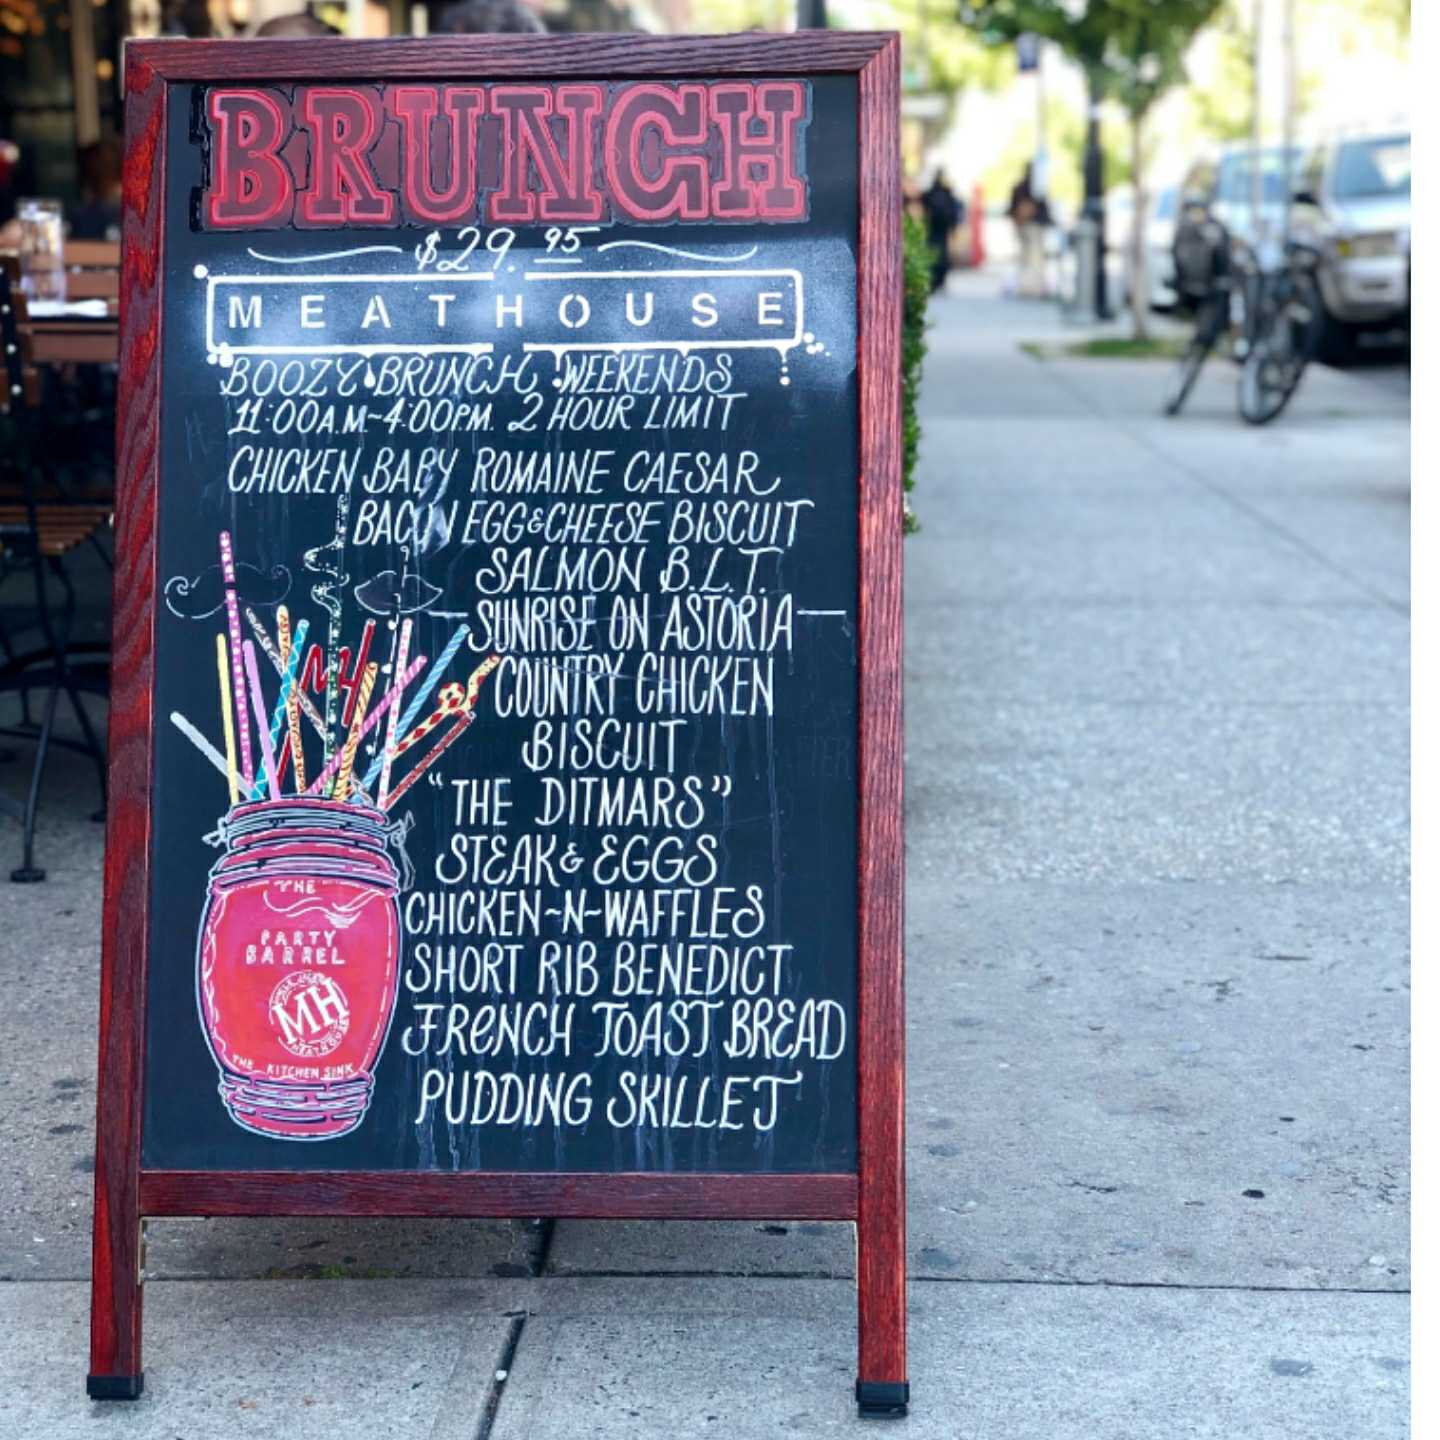 BRUNCH
$29.95
MEATHOUSE
BOOZY BRUNCH WEEKENDS
11:00A.M~4:00P.M. 2 HOUR LIMIT
CHICKEN BABY ROMAINE CAESAR
BACON EGG&CHEESE BISCUIT
SALMON B.L.T.
SUNRISE ON ASTORIA
COUNTRY CHICKEN
BISCUIT
"THE DITMARS"
STEAK & EGGS
CHICKEN~N~WAFFLES
SHORT RIB BENEDICT
FRENCH TOAST BREAD
PUDDING SKILLET
MH
THE
PARTY
BARREL
MH
MEATHOUSE
THE KITCHEN SINK